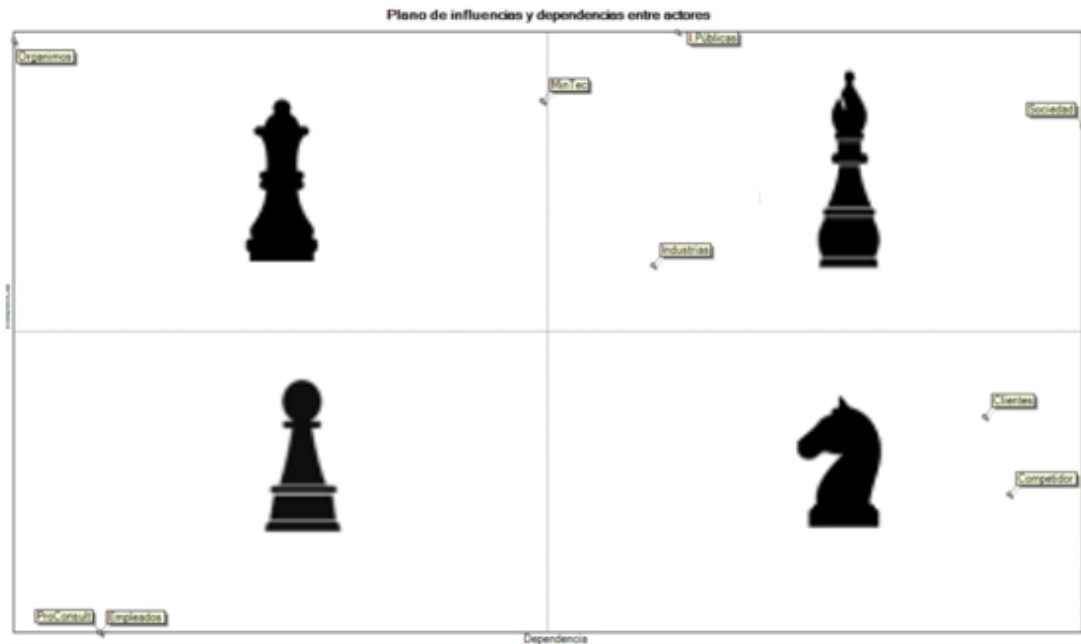 Plano de influencias y dependencias entre actores
Organimos
I.Públicas
MinTec
Sociedad
Industrias
Clientes
Competidor
ProConsult
Empleados
Dependencia